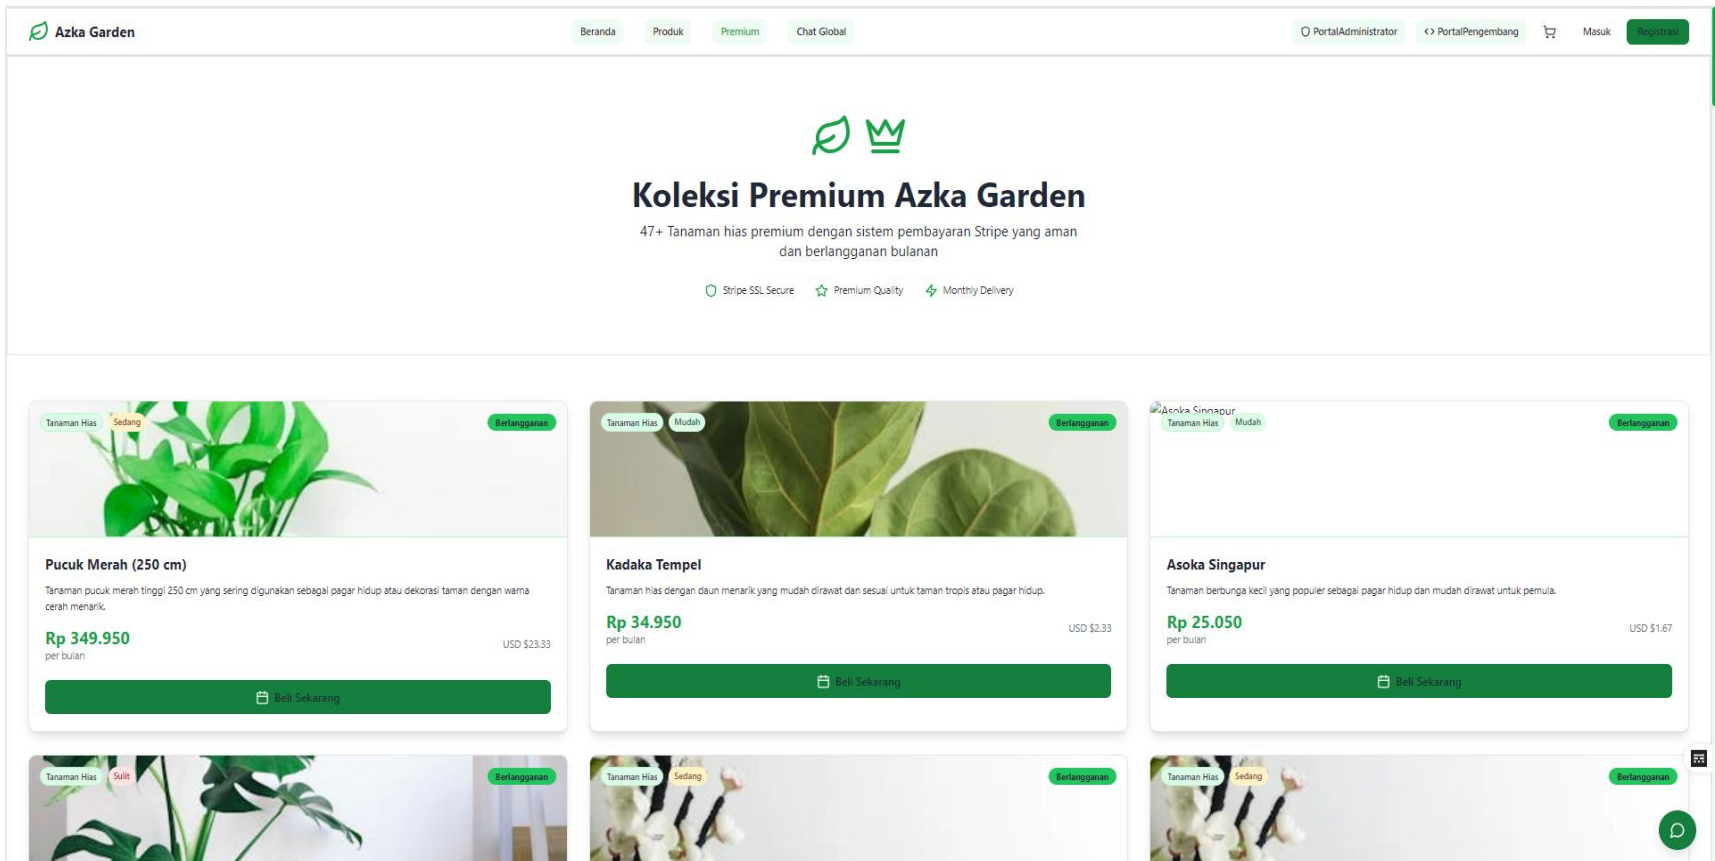 Azka Garden
Beranda
Produk
Premium
Chat Global
PortalAdministrator
PortalPengembang
Masuk
Registrasi
Koleksi Premium Azka Garden
47+ Tanaman hias premium dengan sistem pembayaran Stripe yang aman
dan berlangganan bulanan
Stripe SSL Secure
Premium Quality
Monthly Delivery
Tanaman Hias
Sedang
Berlangganan
Pucuk Merah (250 cm)
Tanaman pucuk merah tinggi 250 cm yang sering digunakan sebagai pagar hidup atau dekorasi taman dengan warna
cerah menarik.
Rp 349.950
per bulan
USD $23.33
Beli Sekarang
Tanaman Hias
Mudah
Berlangganan
Kadaka Tempel
Tanaman hias dengan daun menarik yang mudah dirawat dan sesuai untuk taman tropis atau pagar hidup.
Rp 34.950
per bulan
USD $2.33
Beli Sekarang
Asoka Singapur
Tanaman Hias
Mudah
Berlangganan
Asoka Singapur
Tanaman berbunga kecil yang populer sebagai pagar hidup dan mudah dirawat untuk pemula.
Rp 25.050
per bulan
USD $1.67
Beli Sekarang
Tanaman Hias
Sulit
Berlangganan
Tanaman Hias
Sedang
Berlangganan
Tanaman Hias
Sedang
Berlangganan